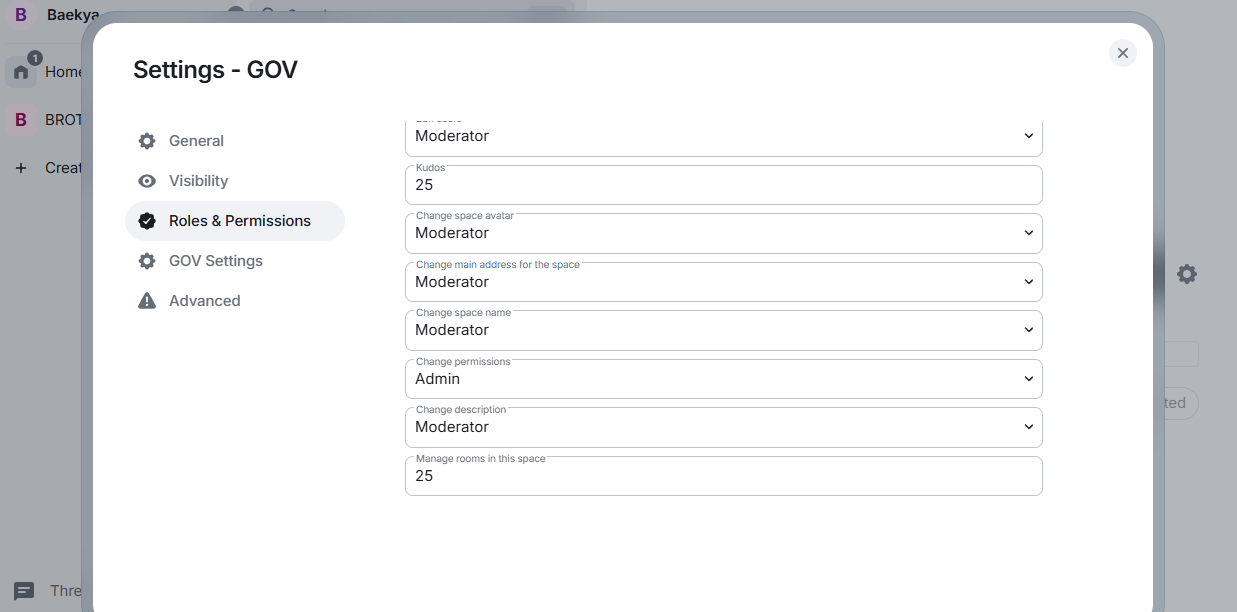 B Baekya
Settings - GOV
1
Home
B BROT
Creat
General
Visibility
Roles & Permissions
GOV Settings
Advanced
Moderator
Kudos
25
Change space avatar
Moderator
Change main address for the space
Moderator
Change space name
Moderator
Change permissions
Admin
Change description
Moderator
Manage rooms in this space
25
ted
Thre